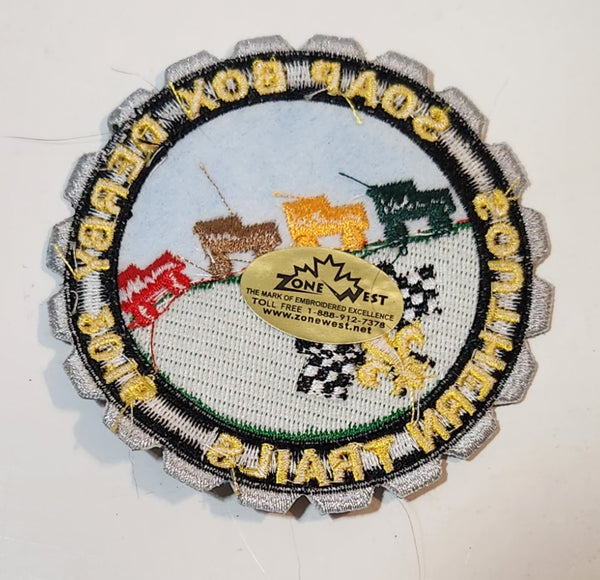 SOAP BOX DERBY
SOUTHERN TRAILS
ZONE WEST
THE MARK OF EMBROIDERED EXCELLENCE
TOLL FREE 1-888-912-7378
www.zonewest.net